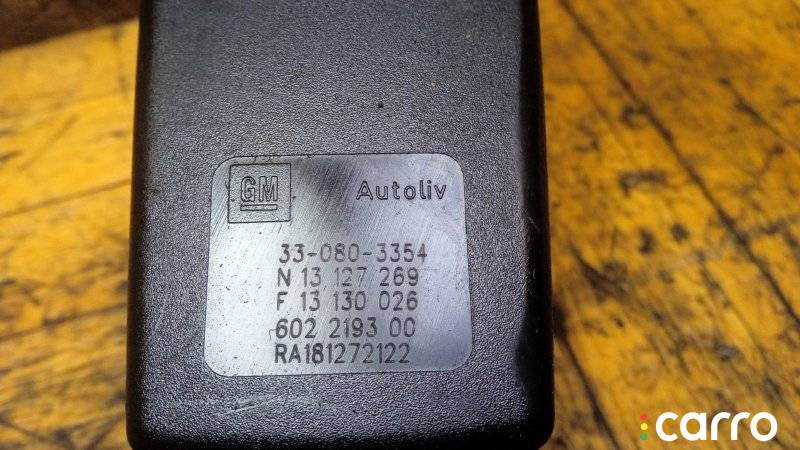 GM Autoliv
33-080-3354
N 13 127 269
F 13 130 026
602 2193 00
RA181272122
carro